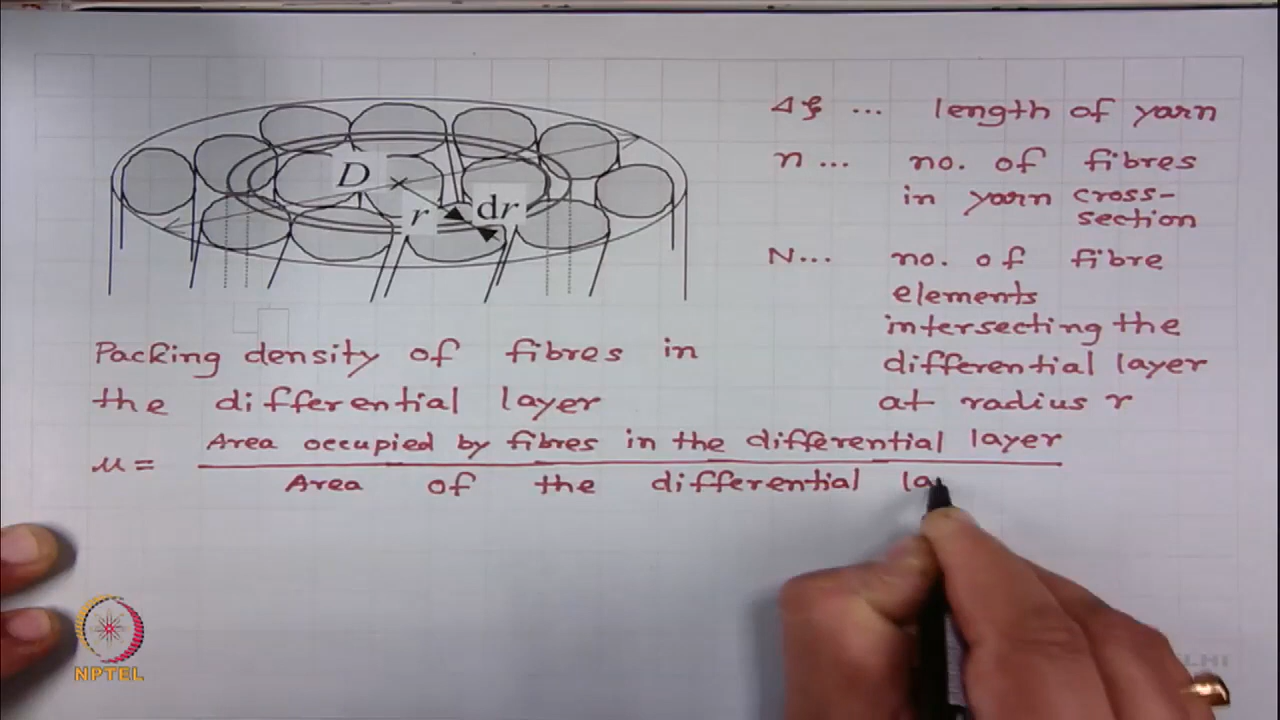 Δξ ... length of yarn
n ... no. of fibres
in yarn cross-
section
N... no. of fibre
elements
intersecting the
differential layer
at radius r
D
r
dr
Packing density of fibres in
the differential layer
μ = Area occupied by fibres in the differential layer
Area of the differential la
NPTEL